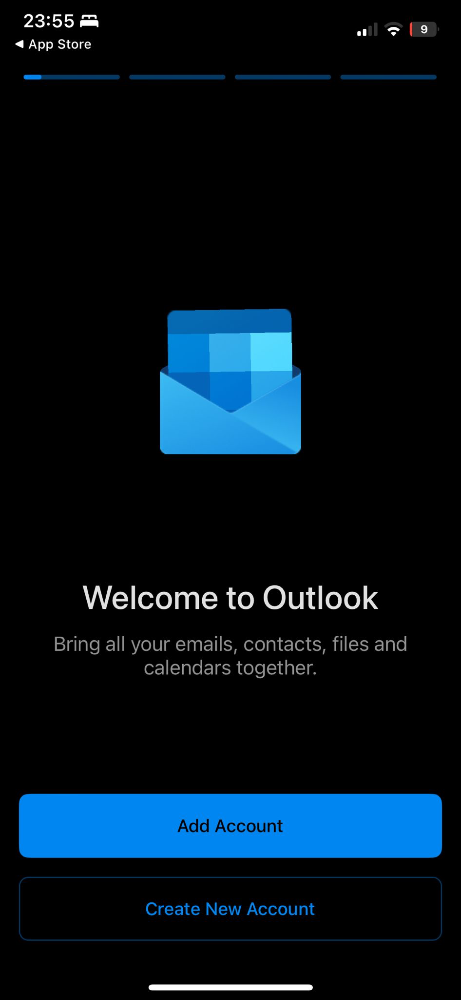 23:55
9
App Store
Welcome to Outlook
Bring all your emails, contacts, files and
calendars together.
Add Account
Create New Account